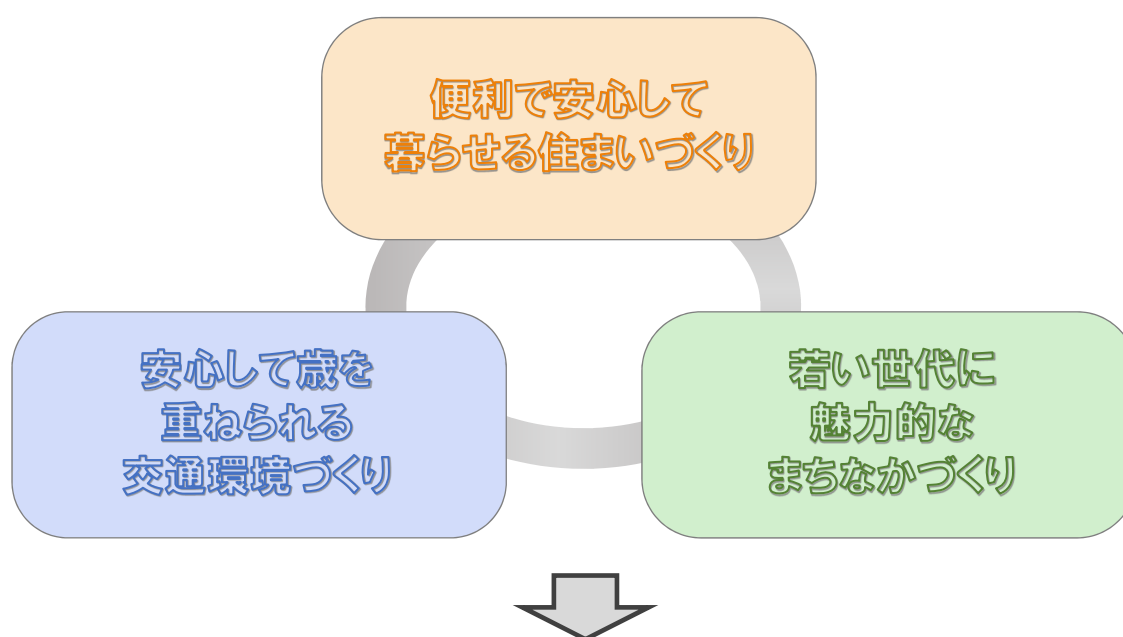 便利で安心して
暮らせる住まいづくり
安心して歳を
重ねられる
交通環境づくり
若い世代に
魅力的な
まちなかづくり